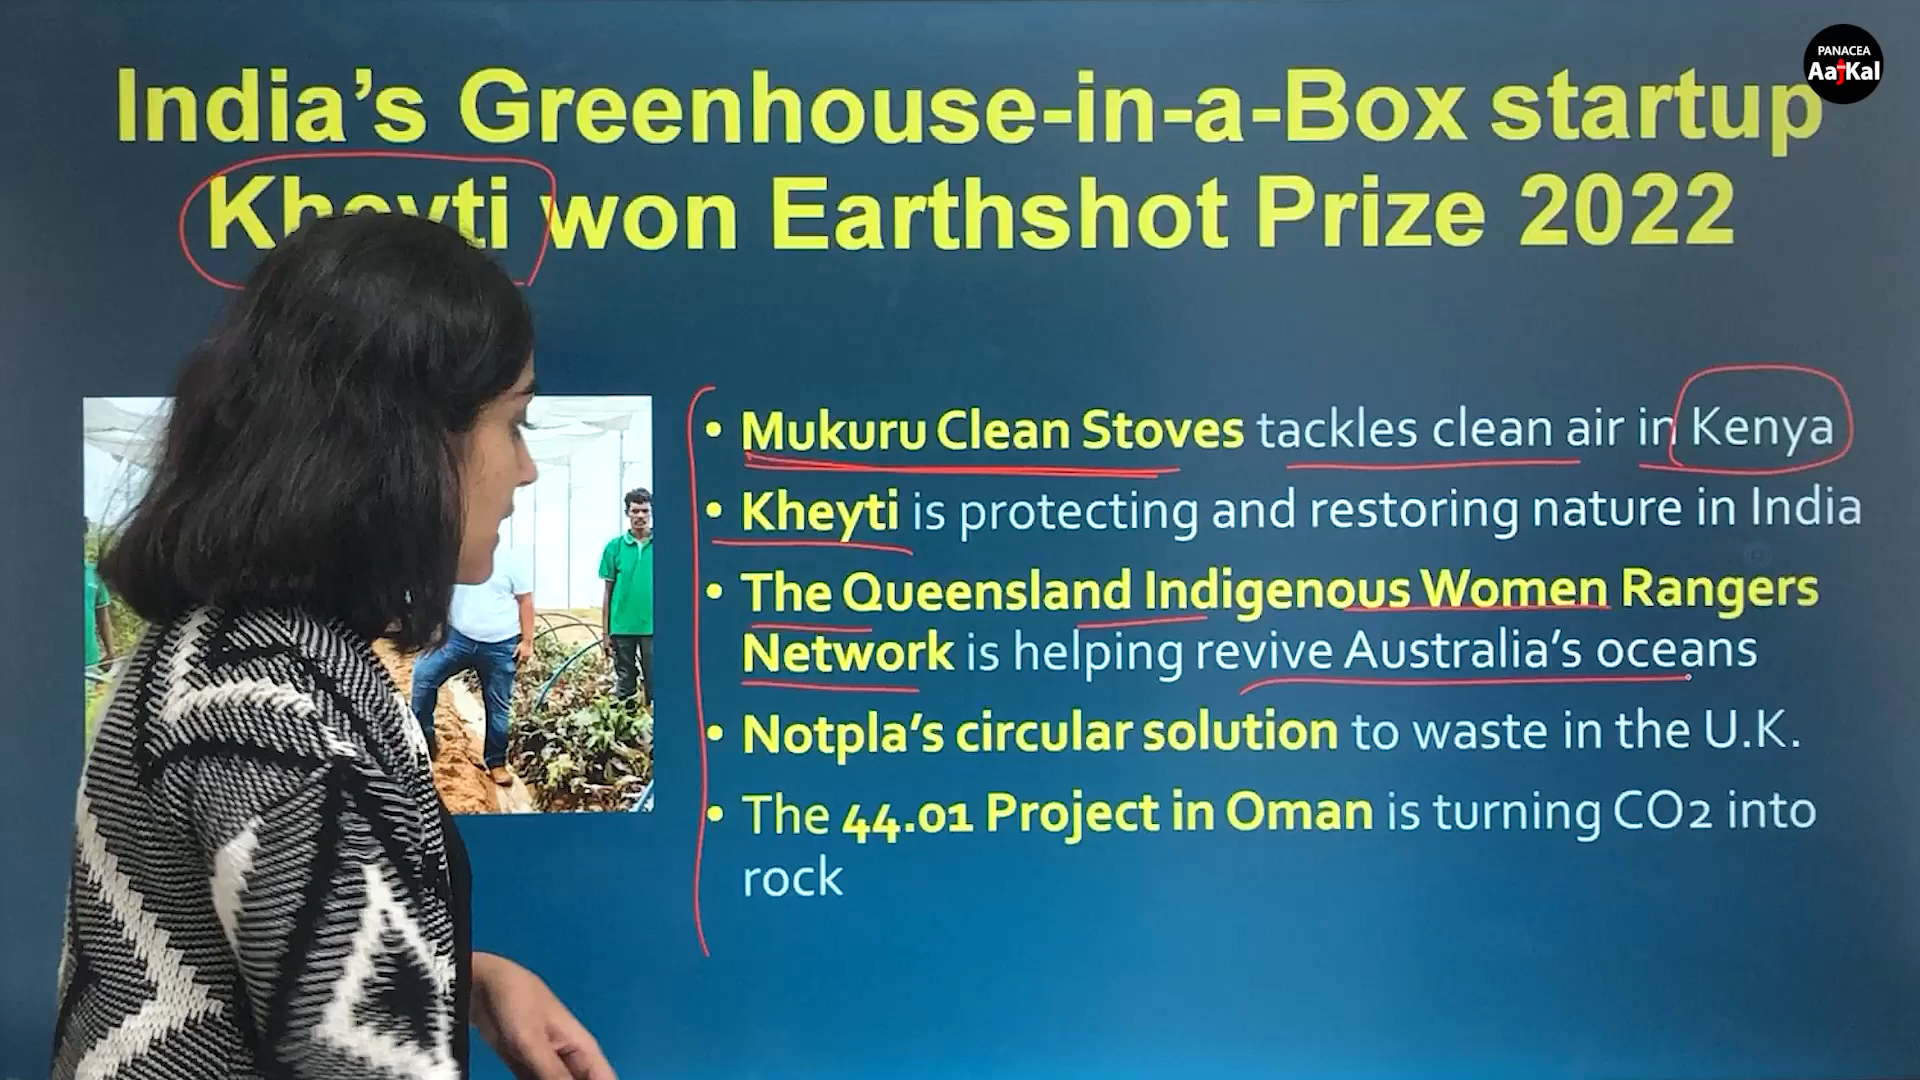 PANACEA
AajKal
India's Greenhouse-in-a-Box startup
Kheyti won Earthshot Prize 2022
• Mukuru Clean Stoves tackles clean air in Kenya
• Kheyti is protecting and restoring nature in India
• The Queensland Indigenous Women Rangers
Network is helping revive Australia's oceans
• Notpla's circular solution to waste in the U.K.
• The 44.01 Project in Oman is turning CO2 into
rock